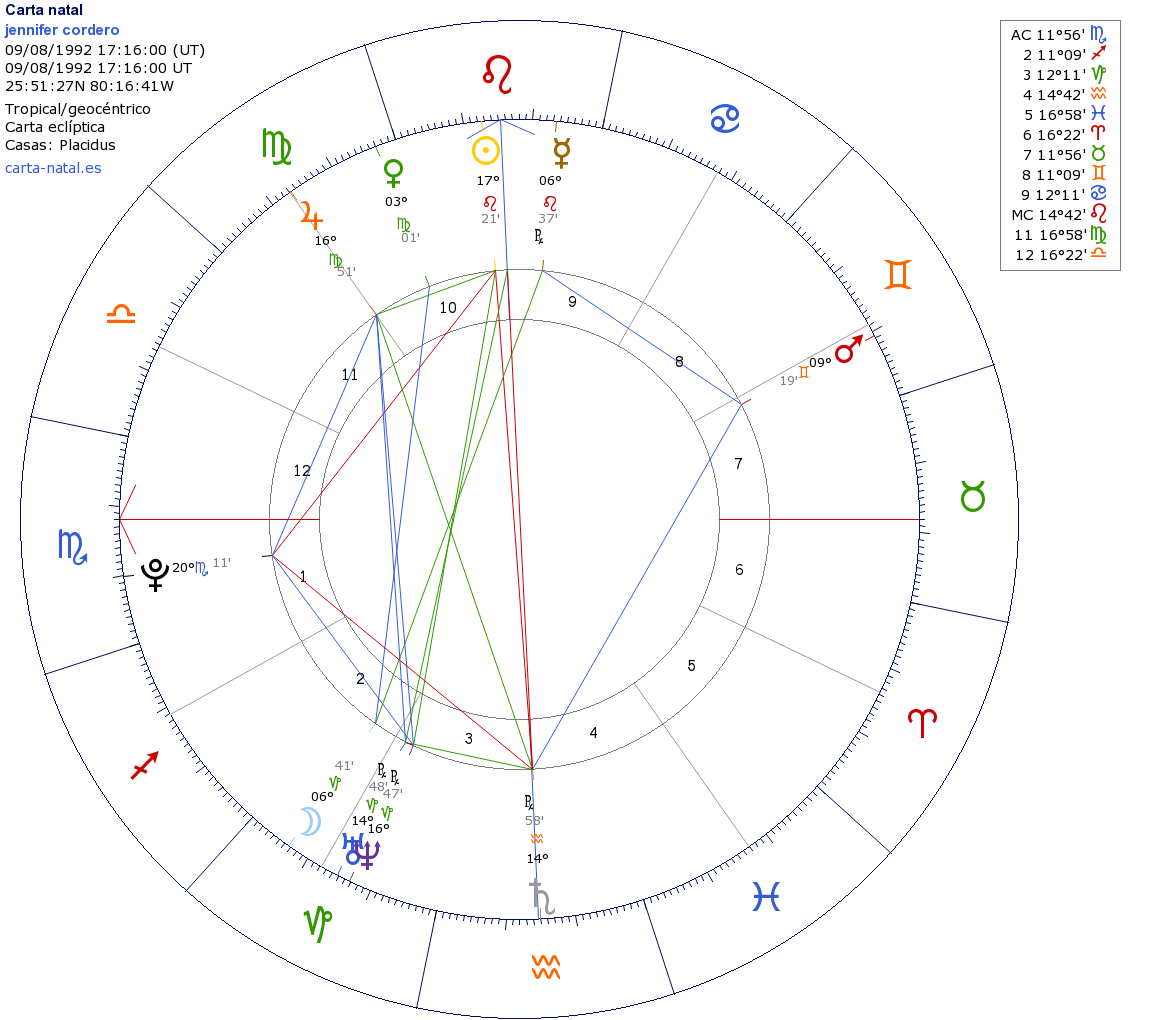 Carta natal
jennifer cordero
09/08/1992 17:16:00 (UT)
09/08/1992 17:16:00 UT
25:51:27N 80:16:41W
Tropical/geocéntrico
Carta eclíptica
Casas: Placidus
carta-natal.es
AC 11°56' ♏
2 11°09' ♐
3 12°11' ♑
4 14°42' ♒
5 16°58' ♓
6 16°22' ♈
7 11°56' ♉
8 11°09' ♊
9 12°11' ♋
MC 14°42' ♌
11 16°58' ♍
12 16°22' ♎
♌
♋
♍
♊
♎
♉
♏
♈
♐
♓
♑
♒
☉ 17° ♌ 21'
☿ 06° ♌ 37' ℞
♀ 03° ♍ 01'
♃ 16° ♍ 51'
♂ 09° ♊ 19'
♇ 20° ♏ 11'
☽ 06° ♑ 41'
♅ 14° ♑ 48' ℞
♆ 16° ♑ 47' ℞
♄ 14° ♒ 58' ℞
10
9
8
11
7
12
1
6
2
5
3
4